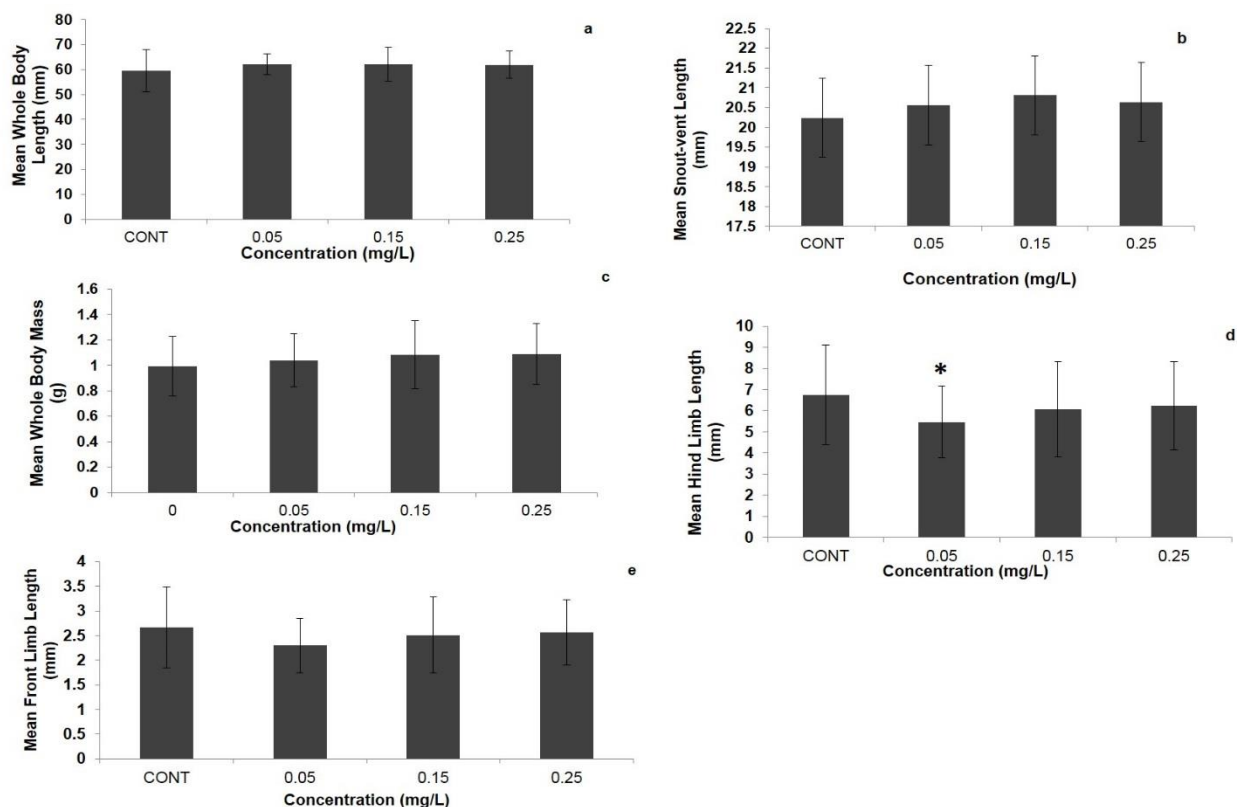 a
Mean Whole Body
Length (mm)
80
70
60
50
40
30
20
10
0
CONT 0.05 0.15 0.25
Concentration (mg/L)
b
Mean Snout-vent Length
(mm)
22.5
22
21.5
21
20.5
20
19.5
19
18.5
18
17.5
CONT 0.05 0.15 0.25
Concentration (mg/L)
c
Mean Whole Body Mass
(g)
1.6
1.4
1.2
1
0.8
0.6
0.4
0.2
0
0 0.05 0.15 0.25
Concentration (mg/L)
d
Mean Hind Limb Length
(mm)
10
9
8
7
6
5
4
3
2
1
0
*
CONT 0.05 0.15 0.25
Concentration (mg/L)
e
Mean Front Limb Length
(mm)
4
3.5
3
2.5
2
1.5
1
0.5
0
CONT 0.05 0.15 0.25
Concentration (mg/L)